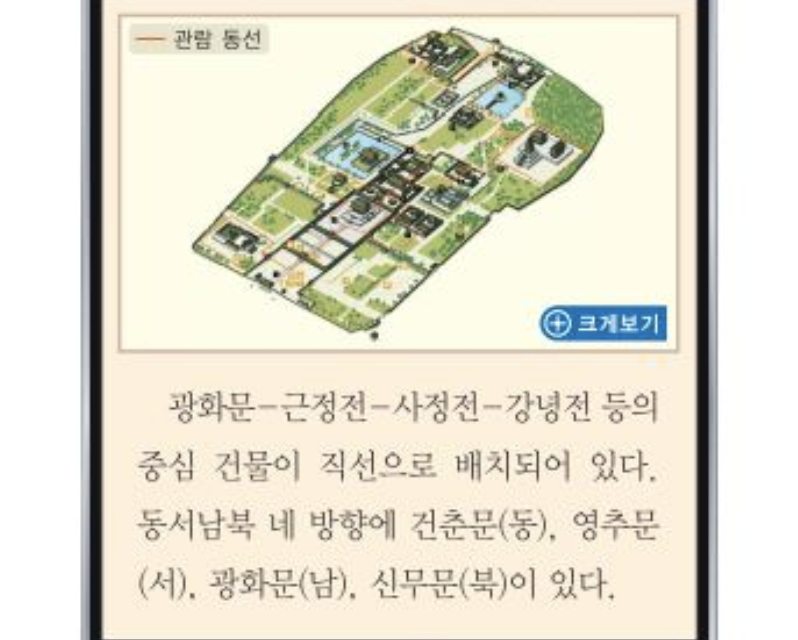 관람 동선
크게보기
광화문-근정전-사정전-강녕전 등의
중심 건물이 직선으로 배치되어 있다.
동서남북 네 방향에 건춘문(동), 영추문
(서), 광화문(남), 신무문(북)이 있다.